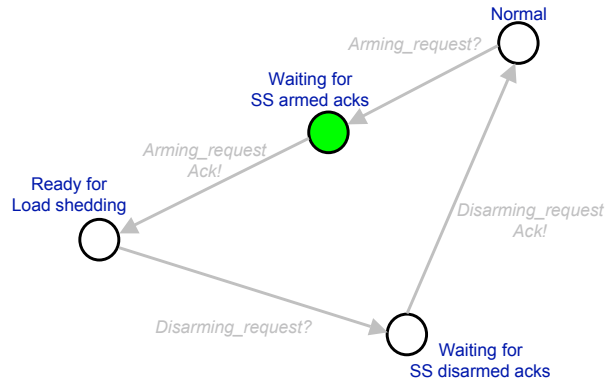 Normal
Arming_request?
Waiting for
SS armed acks
Arming_request
Ack!
Ready for
Load shedding
Disarming_request
Ack!
Disarming_request?
Waiting for
SS disarmed acks